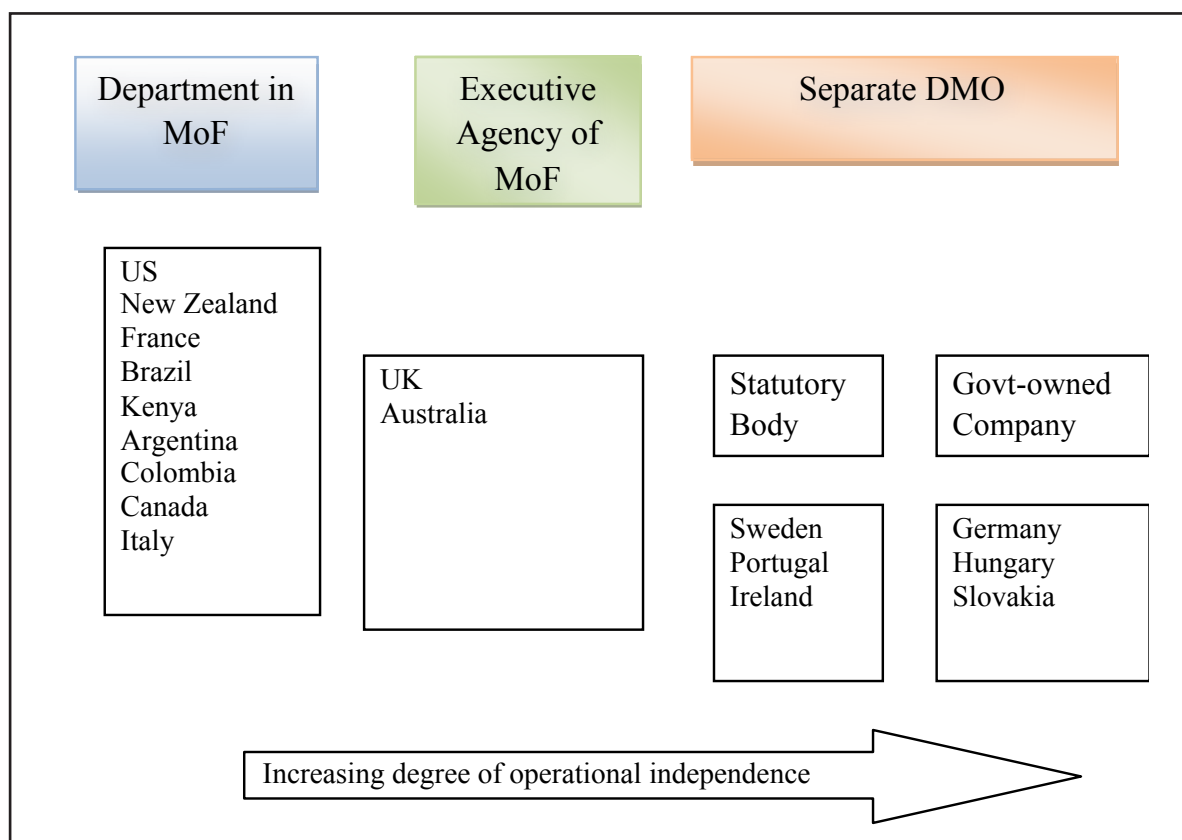 Department in
MoF
Executive
Agency of
MoF
Separate DMO
US
New Zealand
France
Brazil
Kenya
Argentina
Colombia
Canada
Italy
UK
Australia
Statutory
Body
Govt-owned
Company
Sweden
Portugal
Ireland
Germany
Hungary
Slovakia
Increasing degree of operational independence